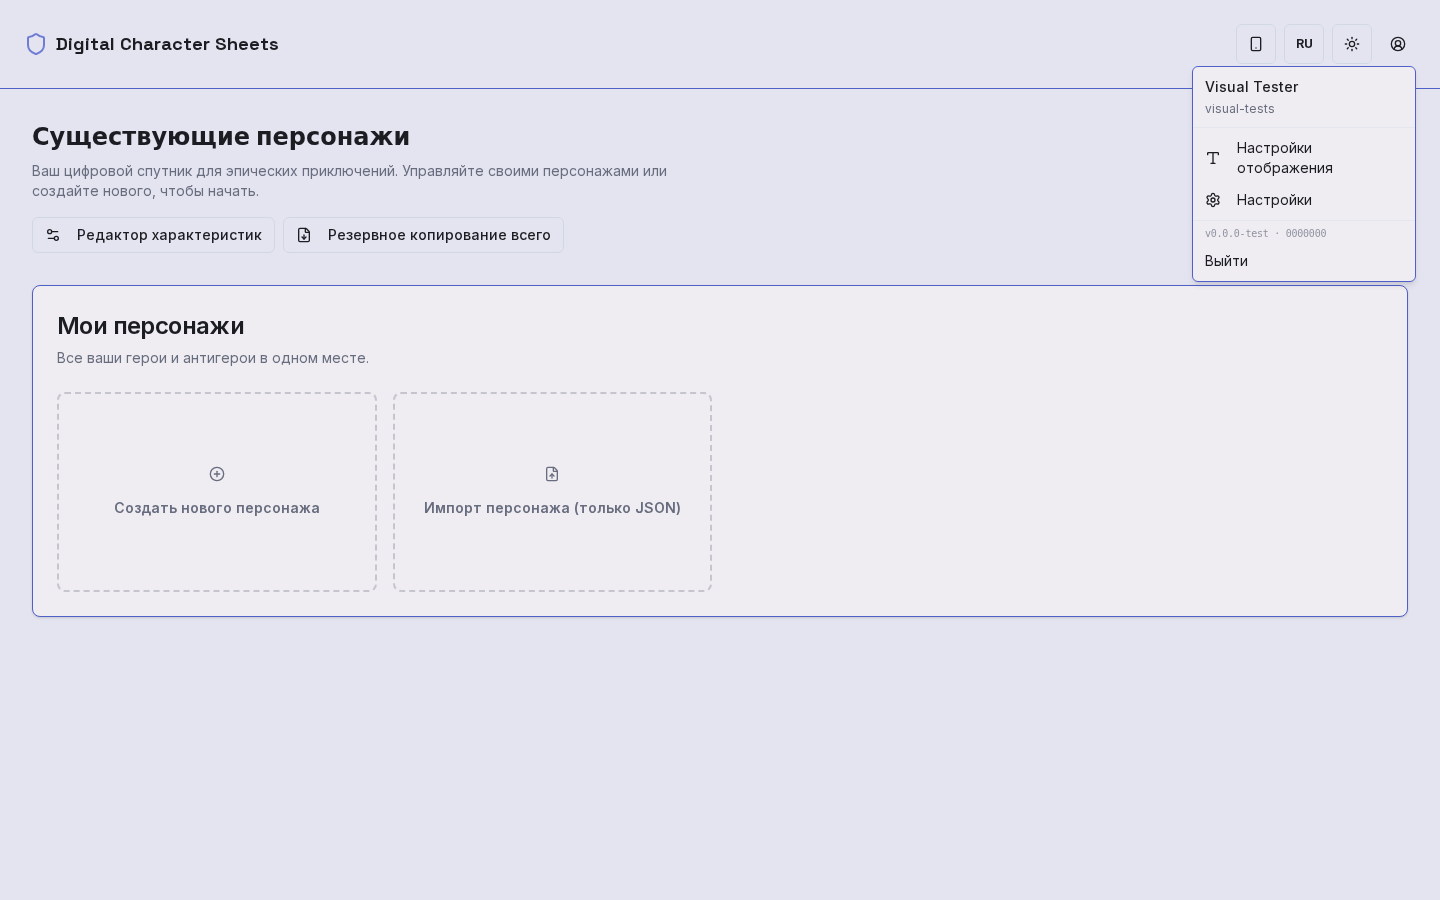 Digital Character Sheets
RU
Visual Tester
visual-tests
Настройки
отображения
Настройки
v0.0.0-test · 0000000
Выйти
Существующие персонажи
Ваш цифровой спутник для эпических приключений. Управляйте своими персонажами или
создайте нового, чтобы начать.
Редактор характеристик
Резервное копирование всего
Мои персонажи
Все ваши герои и антигерои в одном месте.
Создать нового персонажа
Импорт персонажа (только JSON)